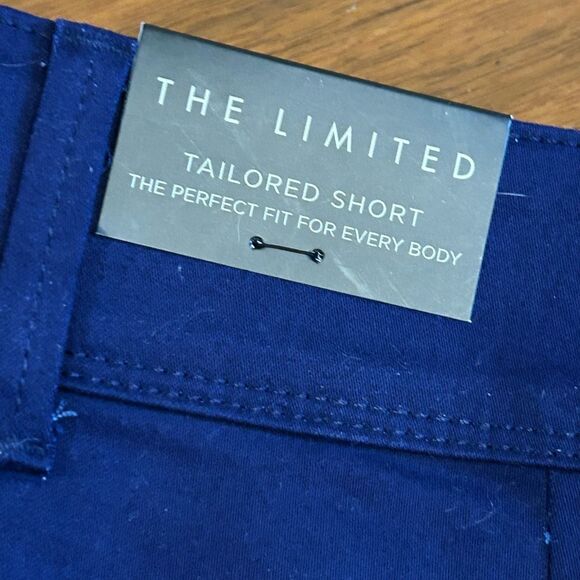 THE LIMITED
TAILORED SHORT
THE PERFECT FIT FOR EVERY BODY